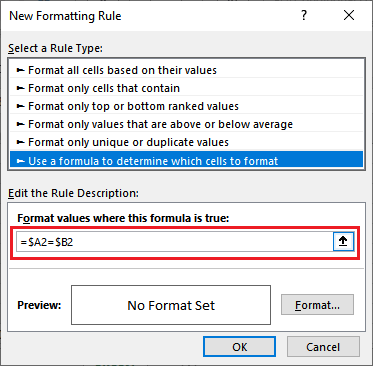 New Formatting Rule
? ×
Select a Rule Type:
► Format all cells based on their values
► Format only cells that contain
► Format only top or bottom ranked values
► Format only values that are above or below average
► Format only unique or duplicate values
► Use a formula to determine which cells to format
Edit the Rule Description:
Format values where this formula is true:
=$A2=$B2
Preview:
No Format Set
Format...
OK
Cancel